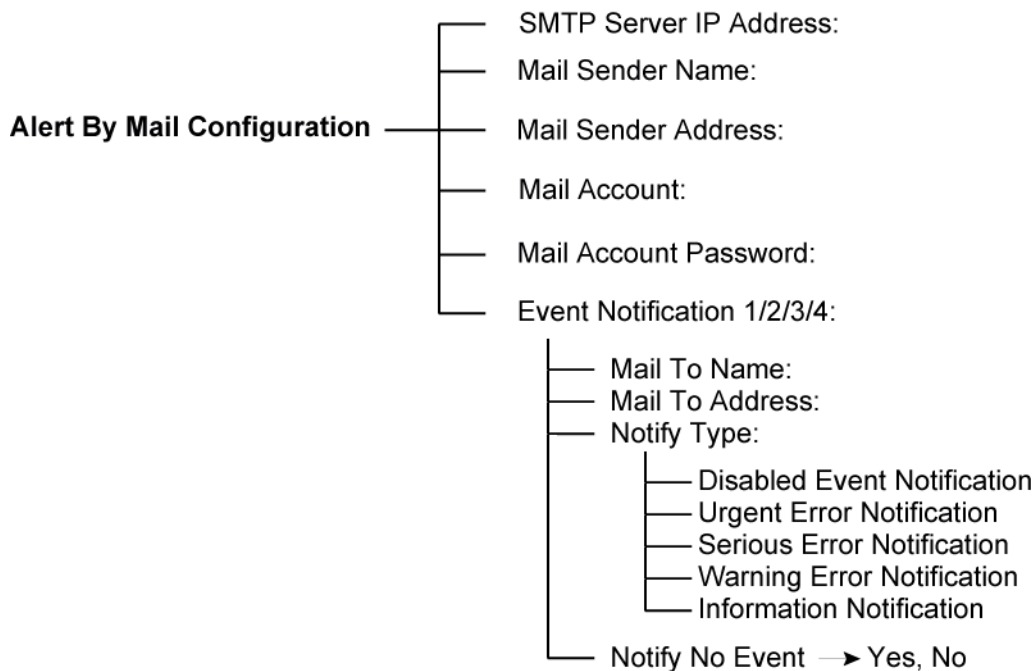 SMTP Server IP Address:
Mail Sender Name:
Alert By Mail Configuration
Mail Sender Address:
Mail Account:
Mail Account Password:
Event Notification 1/2/3/4:
Mail To Name:
Mail To Address:
Notify Type:
Disabled Event Notification
Urgent Error Notification
Serious Error Notification
Warning Error Notification
Information Notification
Notify No Event → Yes, No